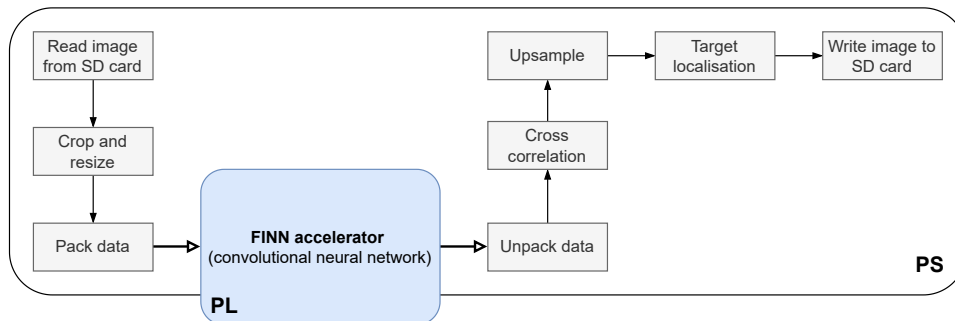 Read image
from SD card
Crop and
resize
Pack data
FINN accelerator
(convolutional neural network)
PL
Unpack data
Cross
correlation
Upsample
Target
localisation
Write image to
SD card
PS